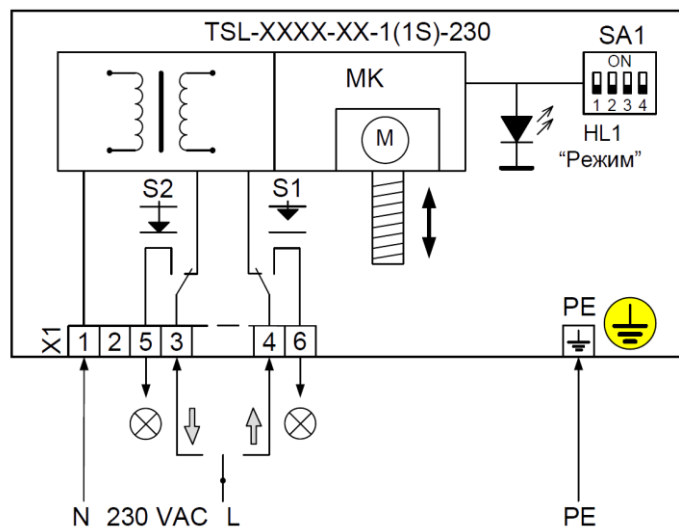 TSL-XXXX-XX-1(1S)-230
SA1
ON
1 2 3 4
МК
M
HL1
“Режим”
S2
S1
X1
1 2 5 3 4 6
PE
N 230 VAC L
PE